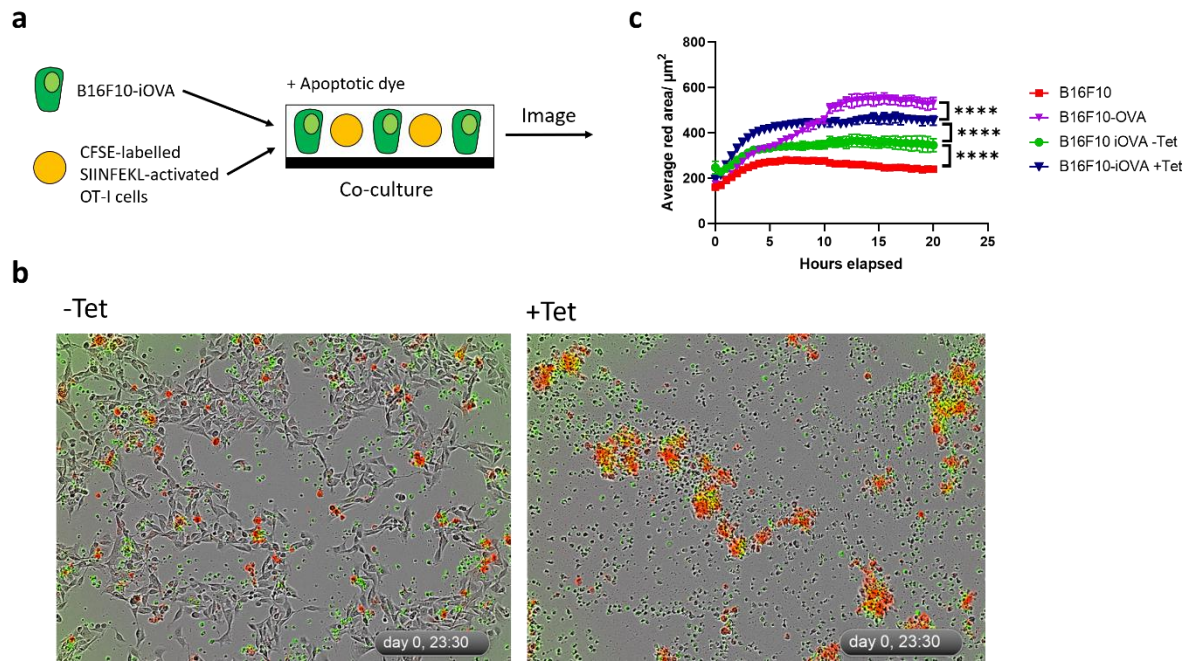 a
B16F10-iOVA
CFSE-labelled
SIINFEKL-activated
OT-I cells
+ Apoptotic dye
Co-culture
Image
c
Average red area/ µm²
800
600
400
200
0
0
5
10
15
20
25
Hours elapsed
****
****
****
B16F10
B16F10-OVA
B16F10 iOVA -Tet
B16F10-iOVA +Tet
b
-Tet
+Tet
day 0, 23:30
day 0, 23:30